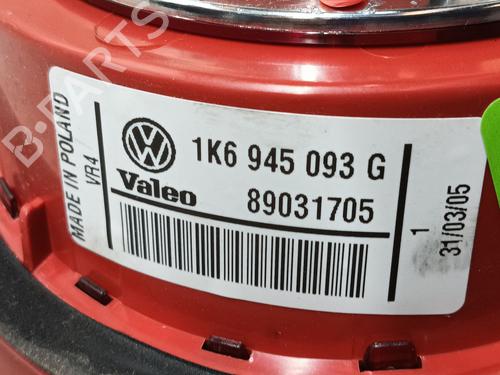 B-PARTS
MADE IN POLAND
VR4
1K6 945 093 G
Valeo
89031705
1
31/03/05